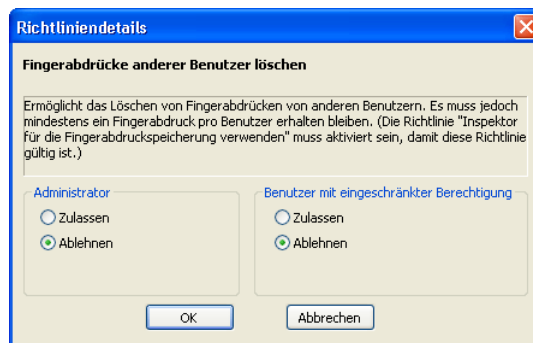 Richtliniendetails
Fingerabdrücke anderer Benutzer löschen
Ermöglicht das Löschen von Fingerabdrücken von anderen Benutzern. Es muss jedoch
mindestens ein Fingerabdruck pro Benutzer erhalten bleiben. (Die Richtlinie "Inspektor
für die Fingerabdruckspeicherung verwenden" muss aktiviert sein, damit diese Richtlinie
gültig ist.)
Administrator
Zulassen
Ablehnen
Benutzer mit eingeschränkter Berechtigung
Zulassen
Ablehnen
OK
Abbrechen